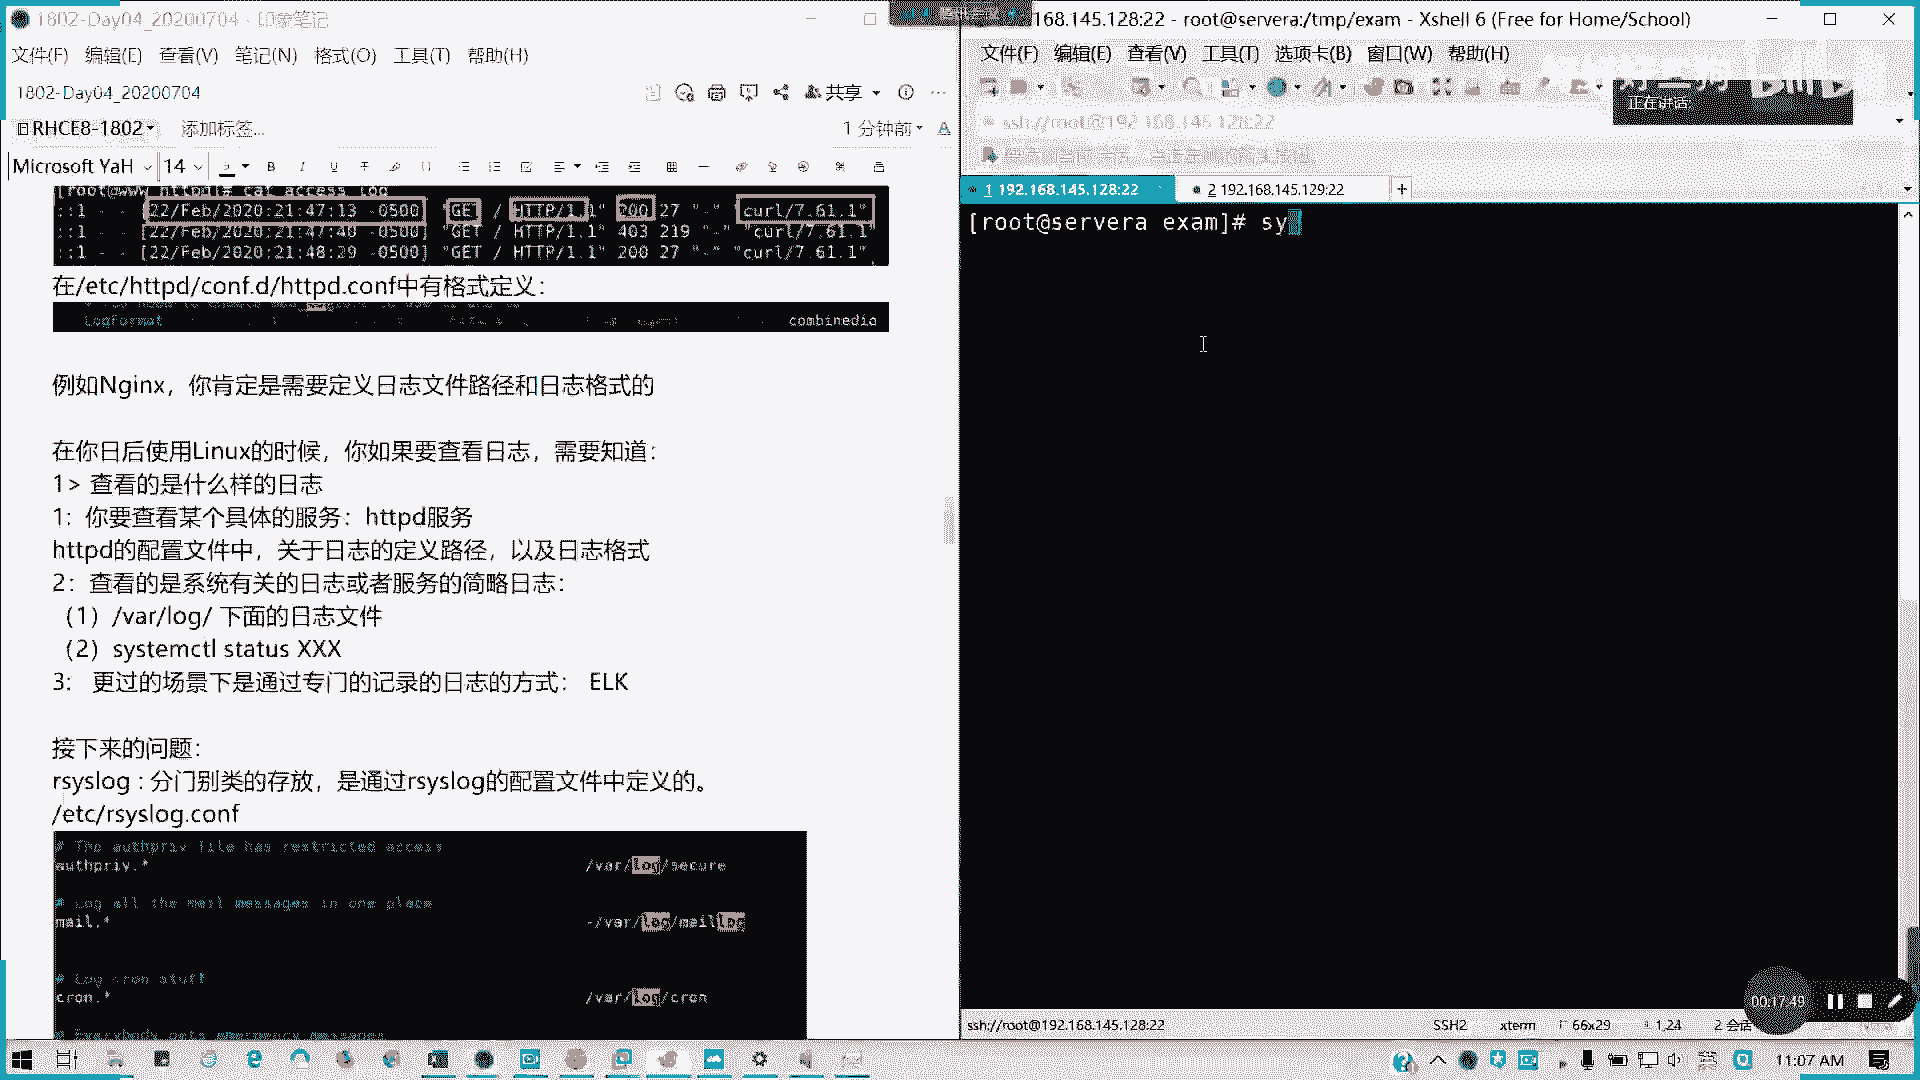 1802-Day04_20200704 - 印象笔记
文件(F) 编辑(E) 查看(V) 笔记(N) 格式(O) 工具(T) 帮助(H)
1802-Day04_20200704
共享
RHCE8-1802
添加标签...
1 分钟前
Microsoft YaH 14
[root@www httpd]# cat access_log
::1 - - [22/Feb/2020:21:47:13 -0500] "GET / HTTP/1.1" 200 27 "-" "curl/7.61.1"
::1 - - [22/Feb/2020:21:47:40 -0500] "GET / HTTP/1.1" 403 219 "-" "curl/7.61.1"
::1 - - [22/Feb/2020:21:48:29 -0500] "GET / HTTP/1.1" 200 27 "-" "curl/7.61.1"
在/etc/httpd/conf.d/httpd.conf中有格式定义：
LogFormat combinedio
例如Nginx，你肯定是需要定义日志文件路径和日志格式的
在你日后使用Linux的时候，你如果要查看日志，需要知道：
1> 查看的是什么样的日志
1：你要查看某个具体的服务：httpd服务
httpd的配置文件中，关于日志的定义路径，以及日志格式
2：查看的是系统有关的日志或者服务的简略日志：
（1）/var/log/ 下面的日志文件
（2）systemctl status XXX
3： 更过的场景下是通过专门的记录的日志的方式： ELK
接下来的问题：
rsyslog : 分门别类的存放，是通过rsyslog的配置文件中定义的。
/etc/rsyslog.conf
# The authpriv file has restricted access
authpriv.* /var/log/secure
# Log all the mail messages in one place
mail.* -/var/log/maillog
# Log cron stuff
cron.* /var/log/cron
# Everybody gets emergency messages
168.145.128:22 - root@servera:/tmp/exam - Xshell 6 (Free for Home/School)
文件(F) 编辑(E) 查看(V) 工具(T) 选项卡(B) 窗口(W) 帮助(H)
正在讲话
ssh://root@192.168.145.128:22
1 192.168.145.128:22
2 192.168.145.129:22
[root@servera exam]# sy
00:17:49
ssh://root@192.168.145.128:22 SSH2 xterm 66x29 1,24 2 会话
英
11:07 AM